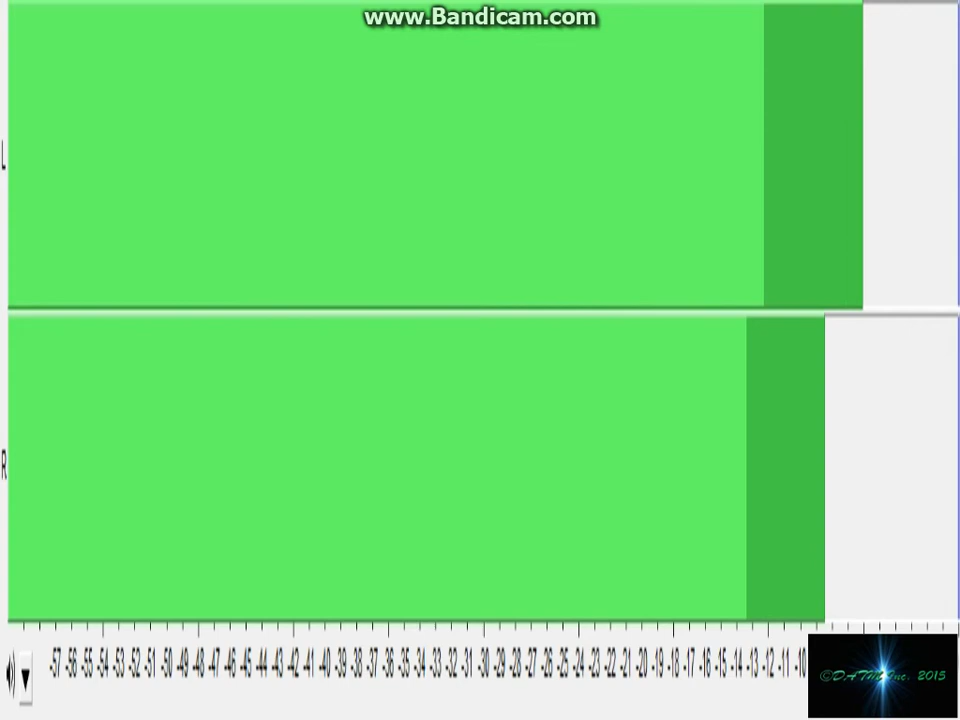 www.Bandicam.com
L
R
-57 -56 -55 -54 -53 -52 -51 -50 -49 -48 -47 -46 -45 -44 -43 -42 -41 -40 -39 -38 -37 -36 -35 -34 -33 -32 -31 -30 -29 -28 -27 -26 -25 -24 -23 -22 -21 -20 -19 -18 -17 -16 -15 -14 -13 -12 -11 -10
©DATM Inc. 2015